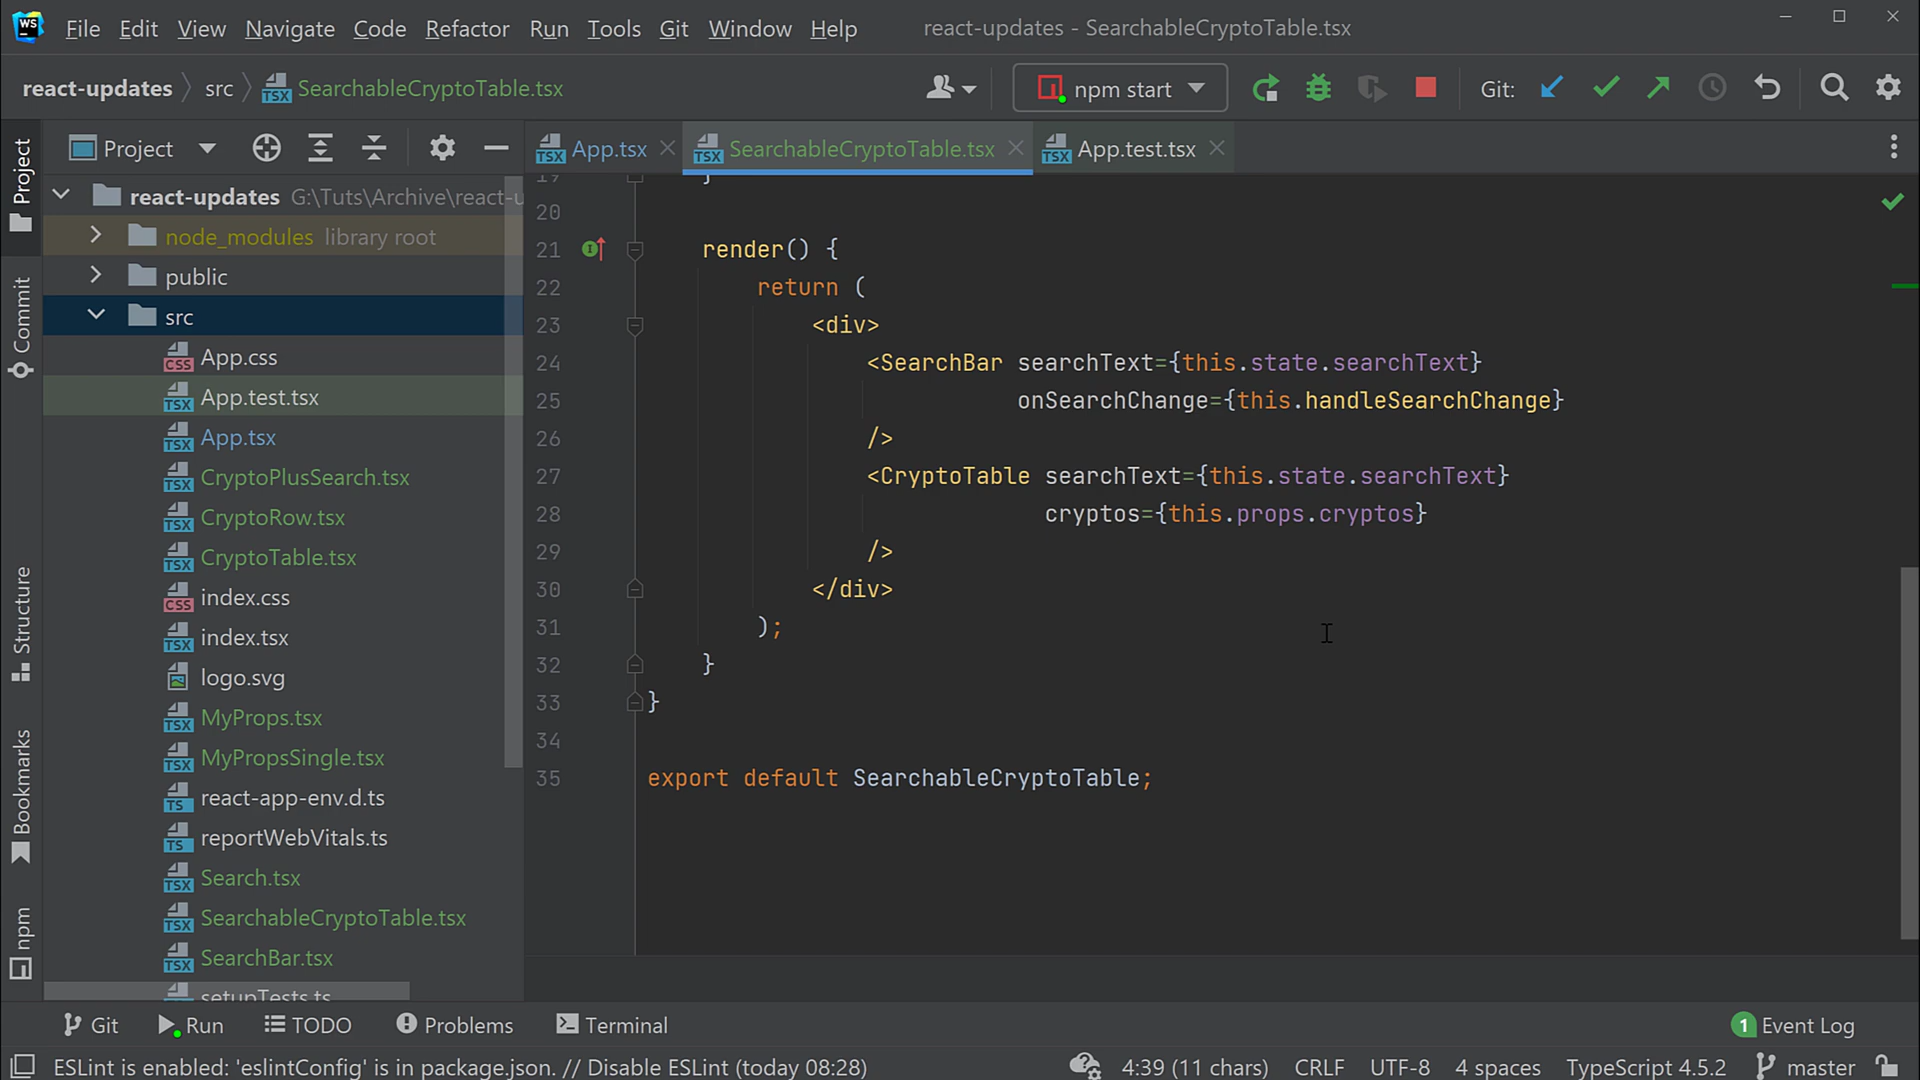 WS File Edit View Navigate Code Refactor Run Tools Git Window Help react-updates - SearchableCryptoTable.tsx
react-updates src SearchableCryptoTable.tsx npm start Git:
Project
Commit
Structure
Bookmarks
npm
Project
react-updates G:\Tuts\Archive\react-u
node_modules library root
public
src
App.css
App.test.tsx
App.tsx
CryptoPlusSearch.tsx
CryptoRow.tsx
CryptoTable.tsx
index.css
index.tsx
logo.svg
MyProps.tsx
MyPropsSingle.tsx
react-app-env.d.ts
reportWebVitals.ts
Search.tsx
SearchableCryptoTable.tsx
SearchBar.tsx
setupTests.ts
App.tsx SearchableCryptoTable.tsx App.test.tsx
19 }
20
21 render() {
22 return (
23 <div>
24 <SearchBar searchText={this.state.searchText}
25 onSearchChange={this.handleSearchChange}
26 />
27 <CryptoTable searchText={this.state.searchText}
28 cryptos={this.props.cryptos}
29 />
30 </div>
31 );
32 }
33 }
34
35 export default SearchableCryptoTable;
Git Run TODO Problems Terminal 1 Event Log
ESLint is enabled: 'eslintConfig' is in package.json. // Disable ESLint (today 08:28) 4:39 (11 chars) CRLF UTF-8 4 spaces TypeScript 4.5.2 master